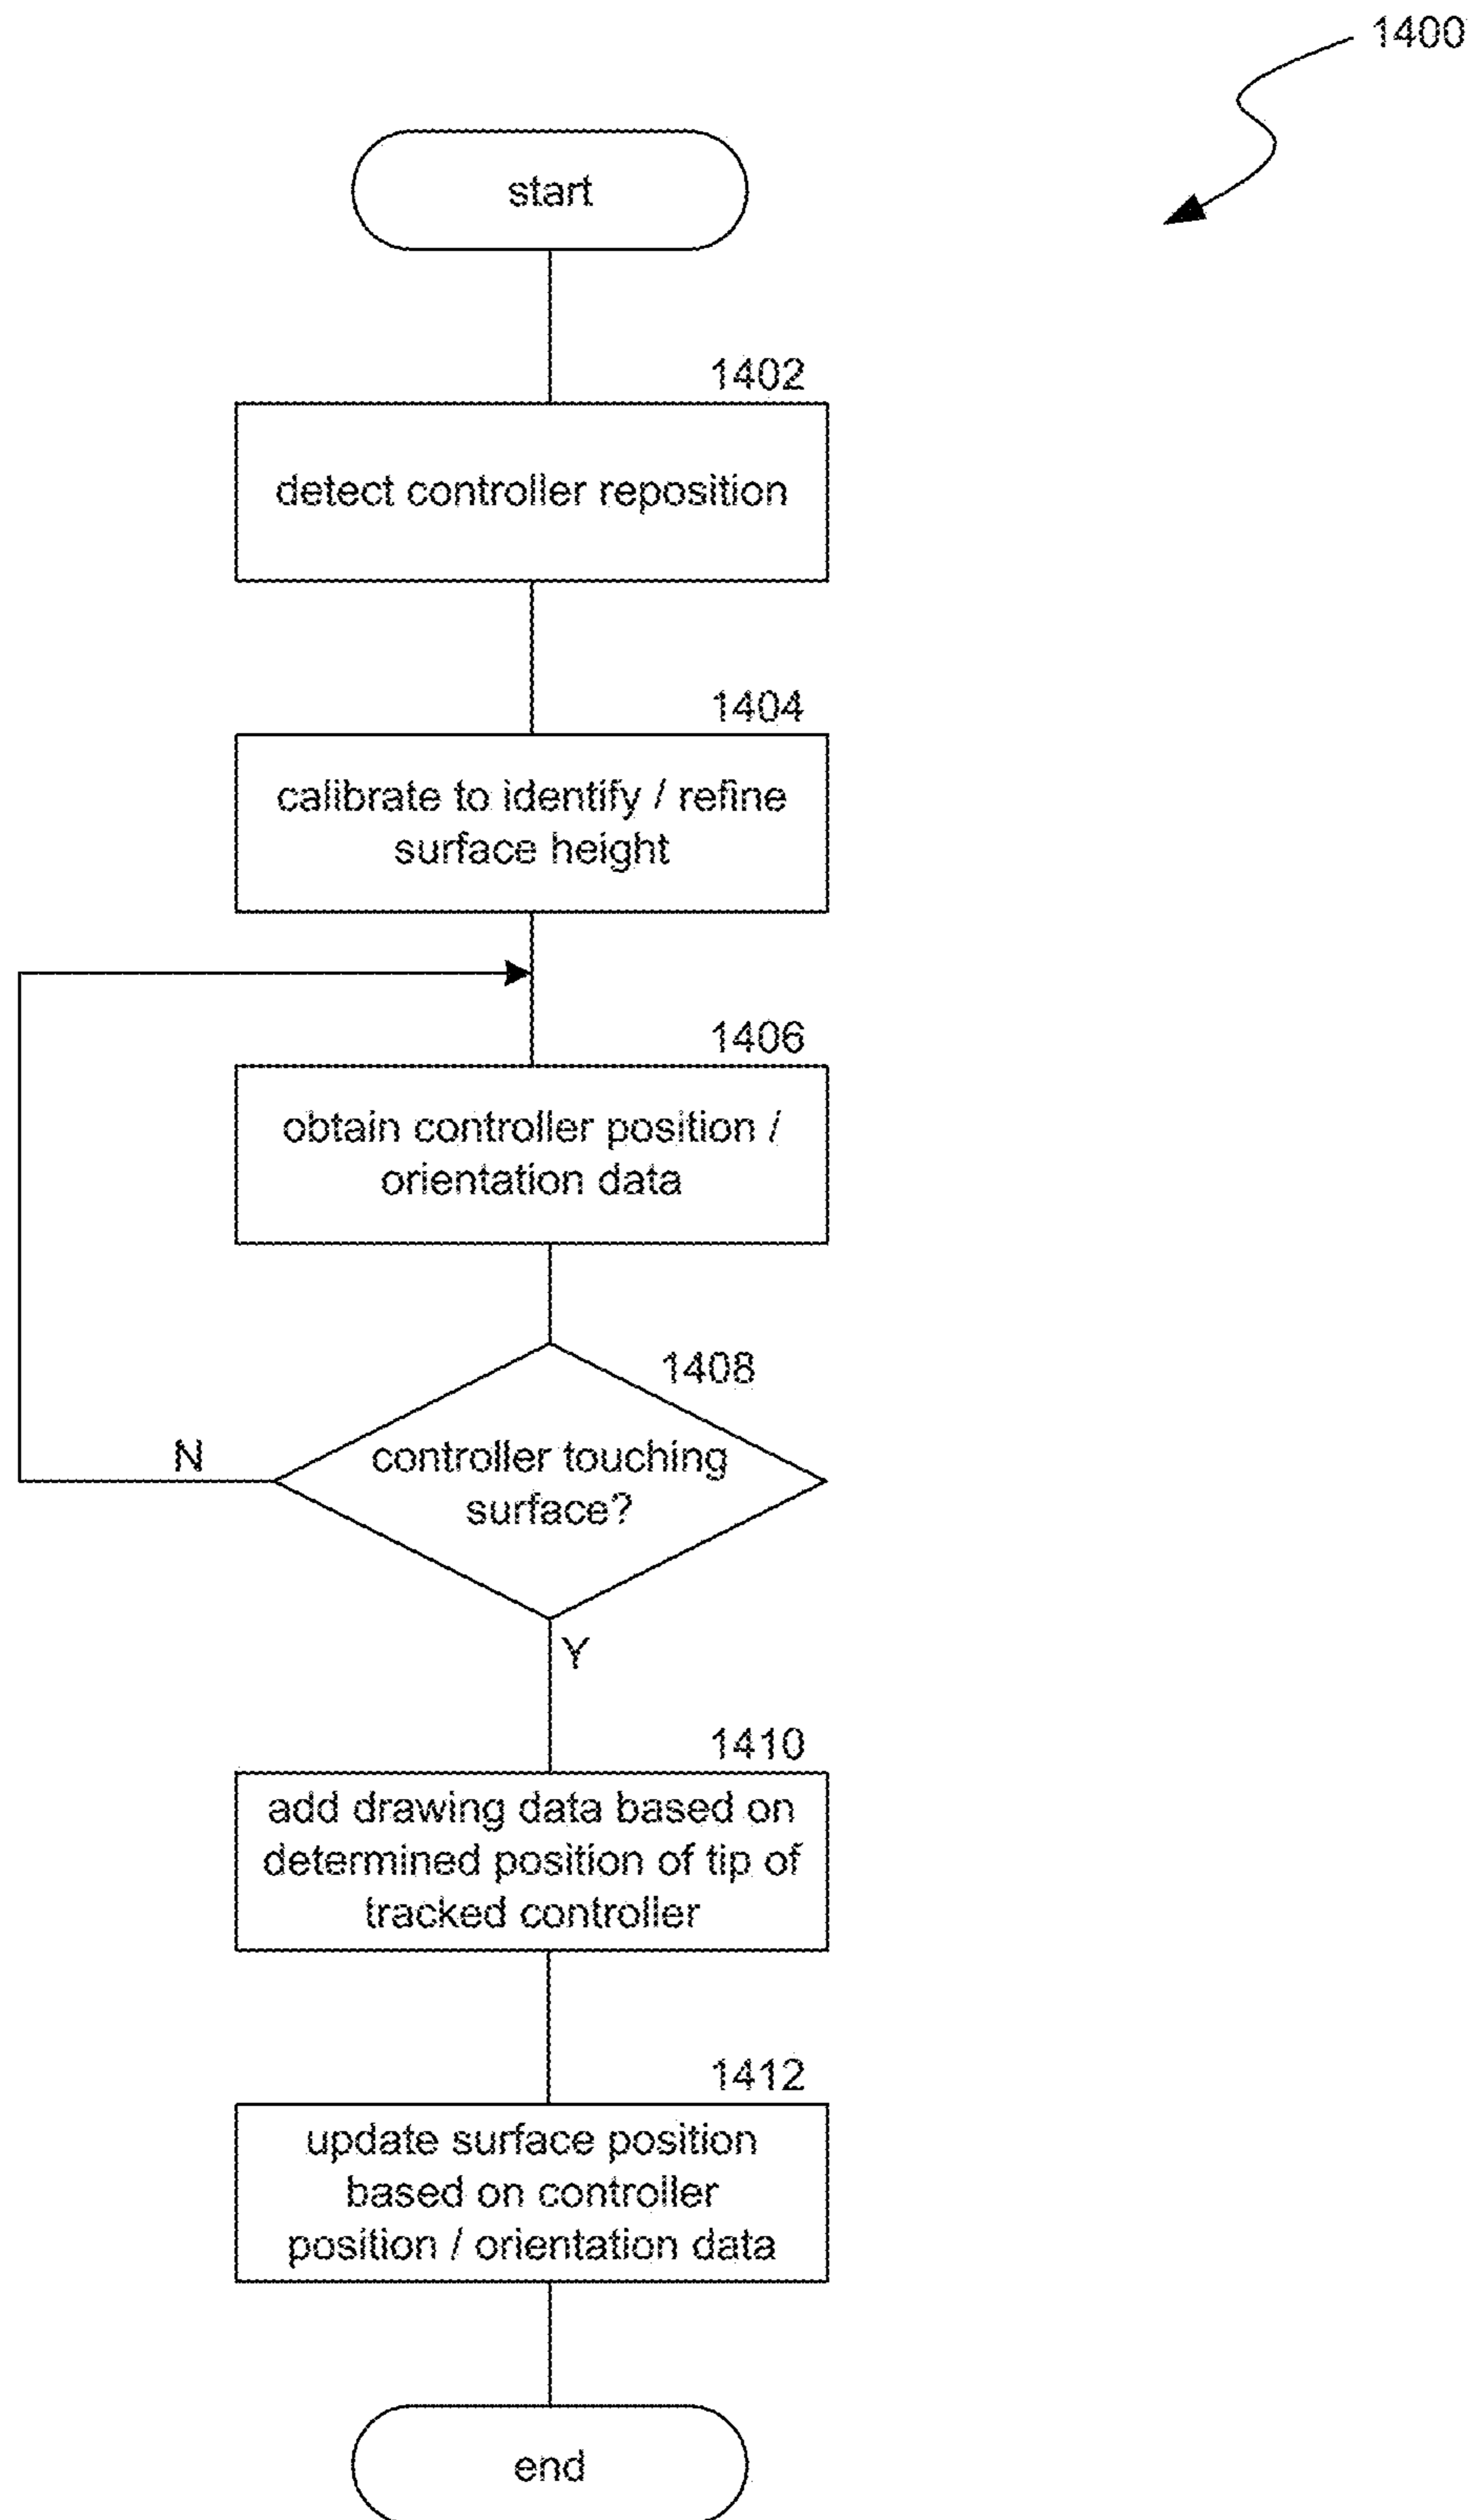 1400
start
1402
detect controller reposition
1404
calibrate to identify / refine
surface height
1406
obtain controller position /
orientation data
1408
controller touching
surface?
N
Y
1410
add drawing data based on
determined position of tip of
tracked controller
1412
update surface position
based on controller
position / orientation data
end